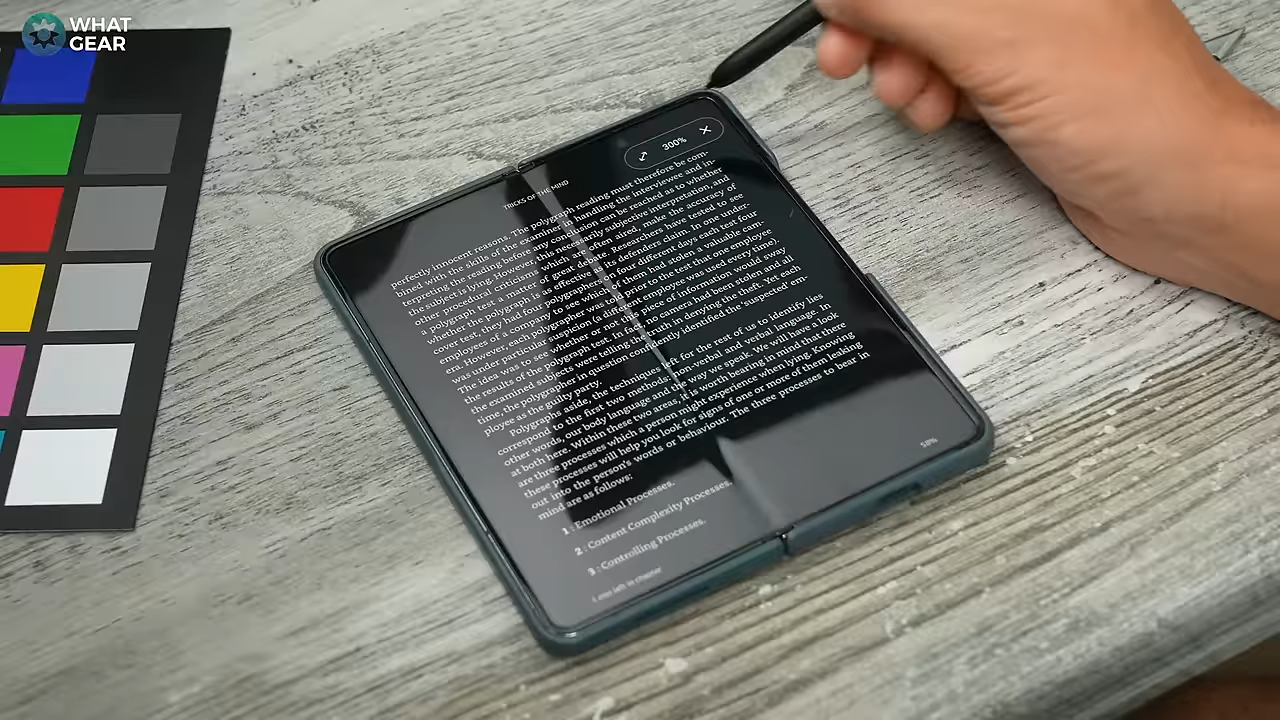 WHAT
GEAR
300%
TRICKS OF THE MIND
perfectly innocent reasons. The polygraph reading must therefore be com-
bined with the skills of the examiner in handling the interviewee and in-
terpreting the reading before any conclusion can be reached as to whether
the subject is lying. However, this necessarily subjective interpretation, and
other procedural criticisms which are often aired, make the accuracy of
a polygraph test a matter of great debate. Researchers have tested to see
whether the polygraph is as effective as its defenders claim. In one under-
cover test, they had four polygraphers on four different days each test four
employees of a company to see which of them had stolen a valuable cam-
era. However, each polygrapher was told prior to the test that one employee
was under particular suspicion (a different employee was used every time).
The idea was to see whether or not this piece of information would sway
the results of the polygraph test. In fact, no camera had been stolen and all
the examined subjects were telling the truth in denying the theft. Yet each
time, the polygrapher in question consistently identified the 'suspected' em-
ployee as the guilty party.
Polygraphs aside, the techniques left for the rest of us to identify lies
correspond to the first two methods: non-verbal and verbal language. In
other words, our body language and the way we speak. We will have a look
at both here. Within these two areas, it is worth bearing in mind that there
are three processes which a person might experience when lying. Knowing
these processes will help you look for signs of one or more of them leaking
out into the person's words or behaviour. The three processes to bear in
mind are as follows:
1 : Emotional Processes.
2 : Content Complexity Processes.
3 : Controlling Processes.
1 min left in chapter
58%